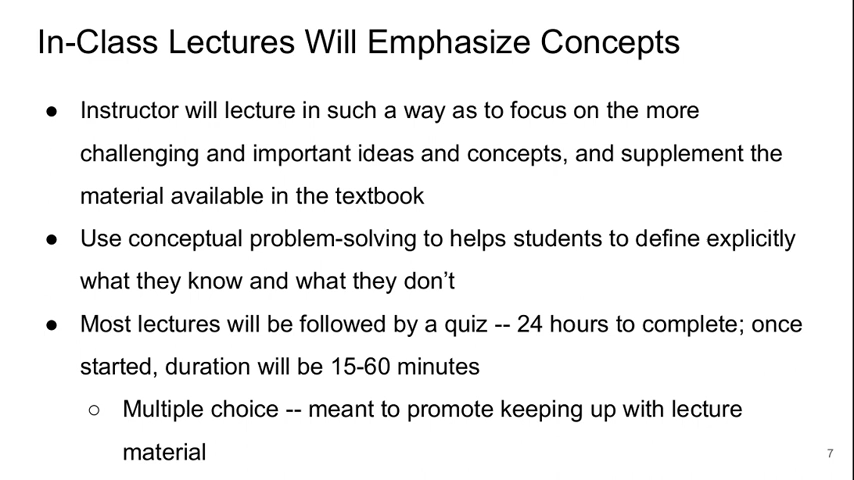 In-Class Lectures Will Emphasize Concepts
● Instructor will lecture in such a way as to focus on the more
challenging and important ideas and concepts, and supplement the
material available in the textbook
● Use conceptual problem-solving to helps students to define explicitly
what they know and what they don’t
● Most lectures will be followed by a quiz -- 24 hours to complete; once
started, duration will be 15-60 minutes
○ Multiple choice -- meant to promote keeping up with lecture
material
7